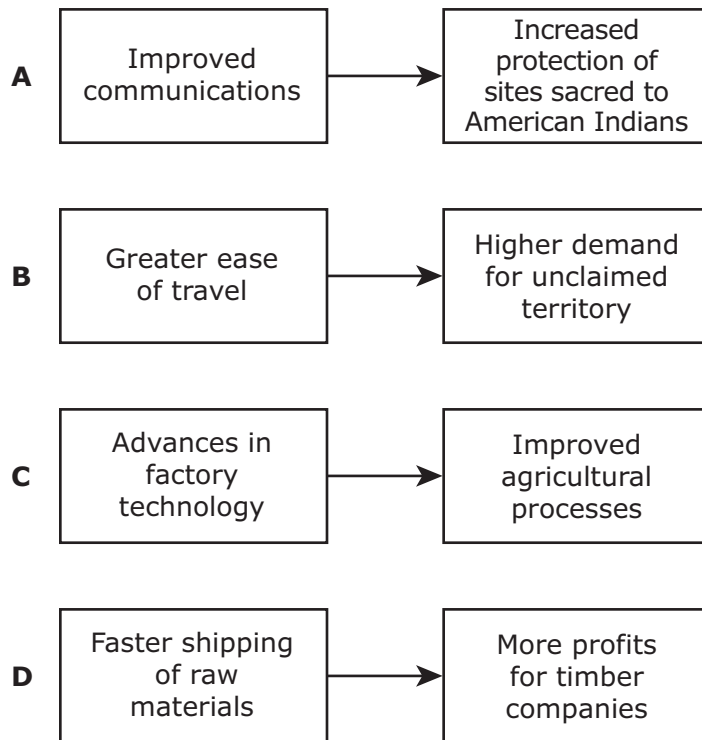 A
Improved
communications
Increased
protection of
sites sacred to
American Indians
B
Greater ease
of travel
Higher demand
for unclaimed
territory
C
Advances in
factory
technology
Improved
agricultural
processes
D
Faster shipping
of raw
materials
More profits
for timber
companies